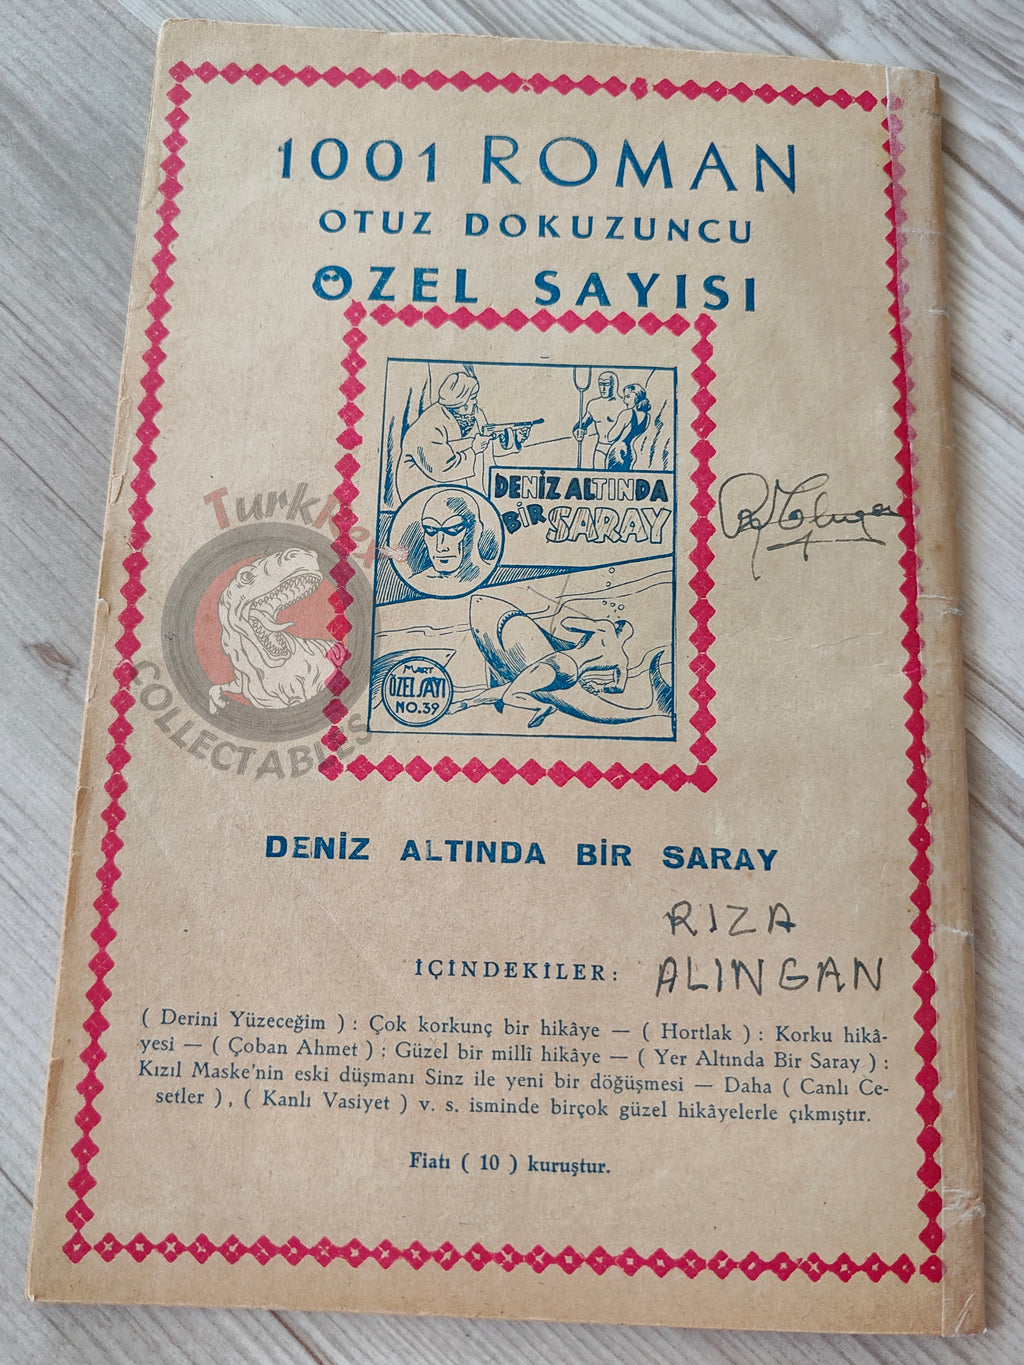 1001 ROMAN
OTUZ DOKUZUNCU
ÖZEL SAYISI
DENİZ ALTINDA
BİR SARAY
MART
ÖZEL SAYI
NO.39
TurkRex
COLLECTABLES
DENİZ ALTINDA BİR SARAY
RIZA
ALINGAN
İÇİNDEKİLER:
( Derini Yüzeceğim ) : Çok korkunç bir hikâye — ( Hortlak ) : Korku hikâ-
yesi — ( Çoban Ahmet ) : Güzel bir millî hikâye — ( Yer Altında Bir Saray ) :
Kızıl Maske'nin eski düşmanı Sinz ile yeni bir döğüşmesi — Daha ( Canlı Ce-
setler ) , ( Kanlı Vasiyet ) v. s. isminde birçok güzel hikâyelerle çıkmıştır.
Fiatı ( 10 ) kuruştur.